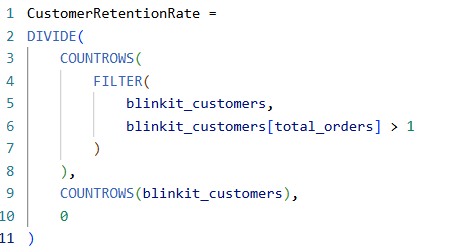 1 CustomerRetentionRate =
2 DIVIDE(
3 COUNTROWS(
4 FILTER(
5 blinkit_customers,
6 blinkit_customers[total_orders] > 1
7 )
8 ),
9 COUNTROWS(blinkit_customers),
10 0
11 )